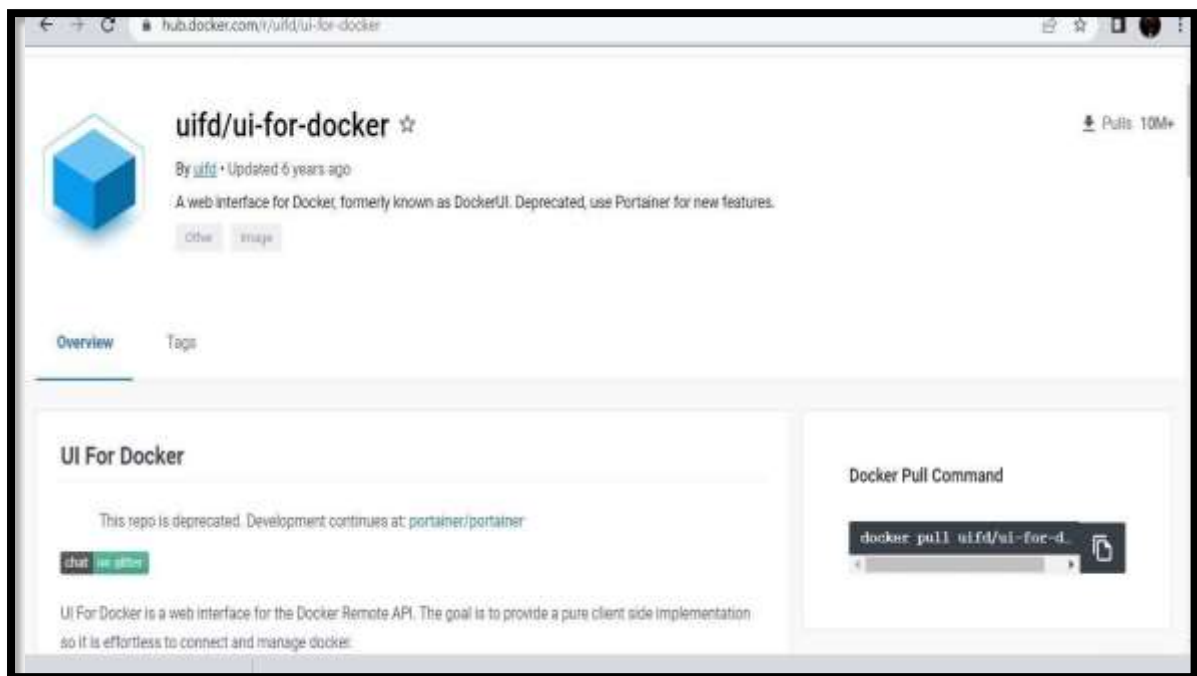 hub.docker.com/r/uifd/ui-for-docker
uifd/ui-for-docker
Pulls 10M+
By uifd • Updated 6 years ago
A web interface for Docker, formerly known as DockerUI. Deprecated, use Portainer for new features.
Other Image
Overview Tags
UI For Docker
Docker Pull Command
This repo is deprecated. Development continues at: portainer/portainer
docker pull uifd/ui-for-d..
chat on gitter
UI For Docker is a web interface for the Docker Remote API. The goal is to provide a pure client side implementation
so it is effortless to connect and manage docker.